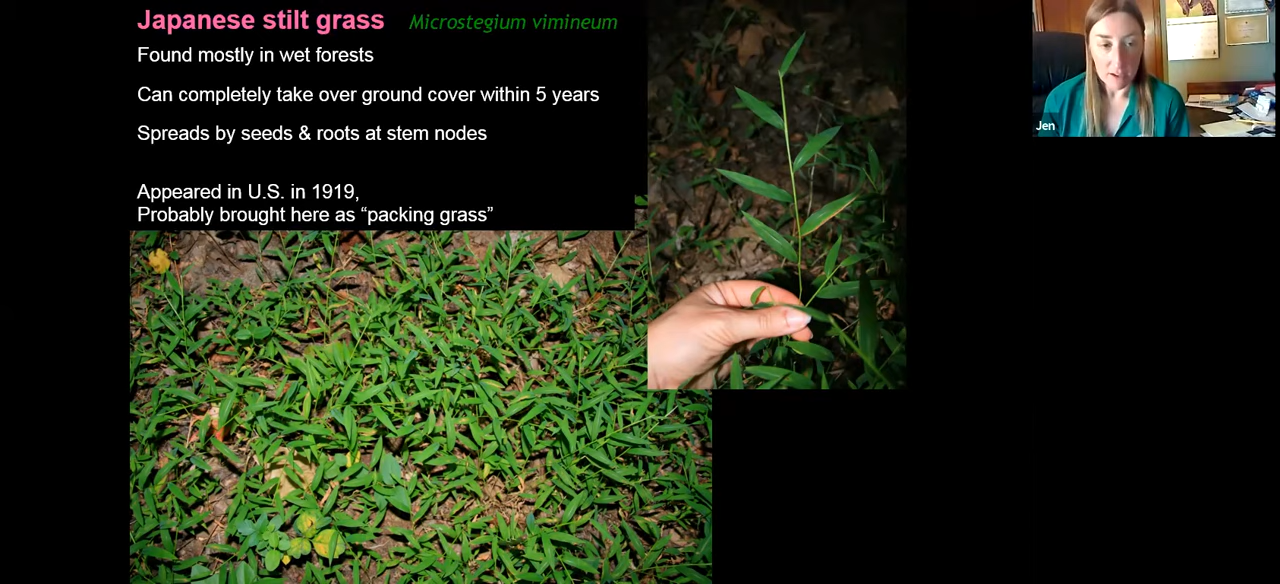 Japanese stilt grass Microstegium vimineum
Found mostly in wet forests
Can completely take over ground cover within 5 years
Spreads by seeds & roots at stem nodes
Appeared in U.S. in 1919,
Probably brought here as “packing grass”
Jen